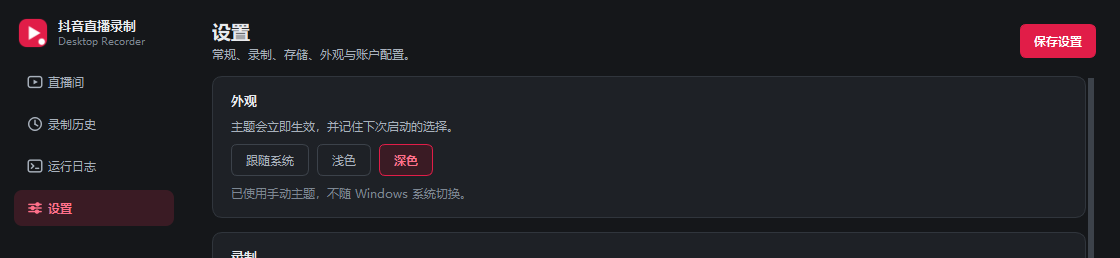 抖音直播录制
Desktop Recorder
直播间
录制历史
运行日志
设置
设置
常规、录制、存储、外观与账户配置。
保存设置
外观
主题会立即生效，并记住下次启动的选择。
跟随系统
浅色
深色
已使用手动主题，不随 Windows 系统切换。
录制